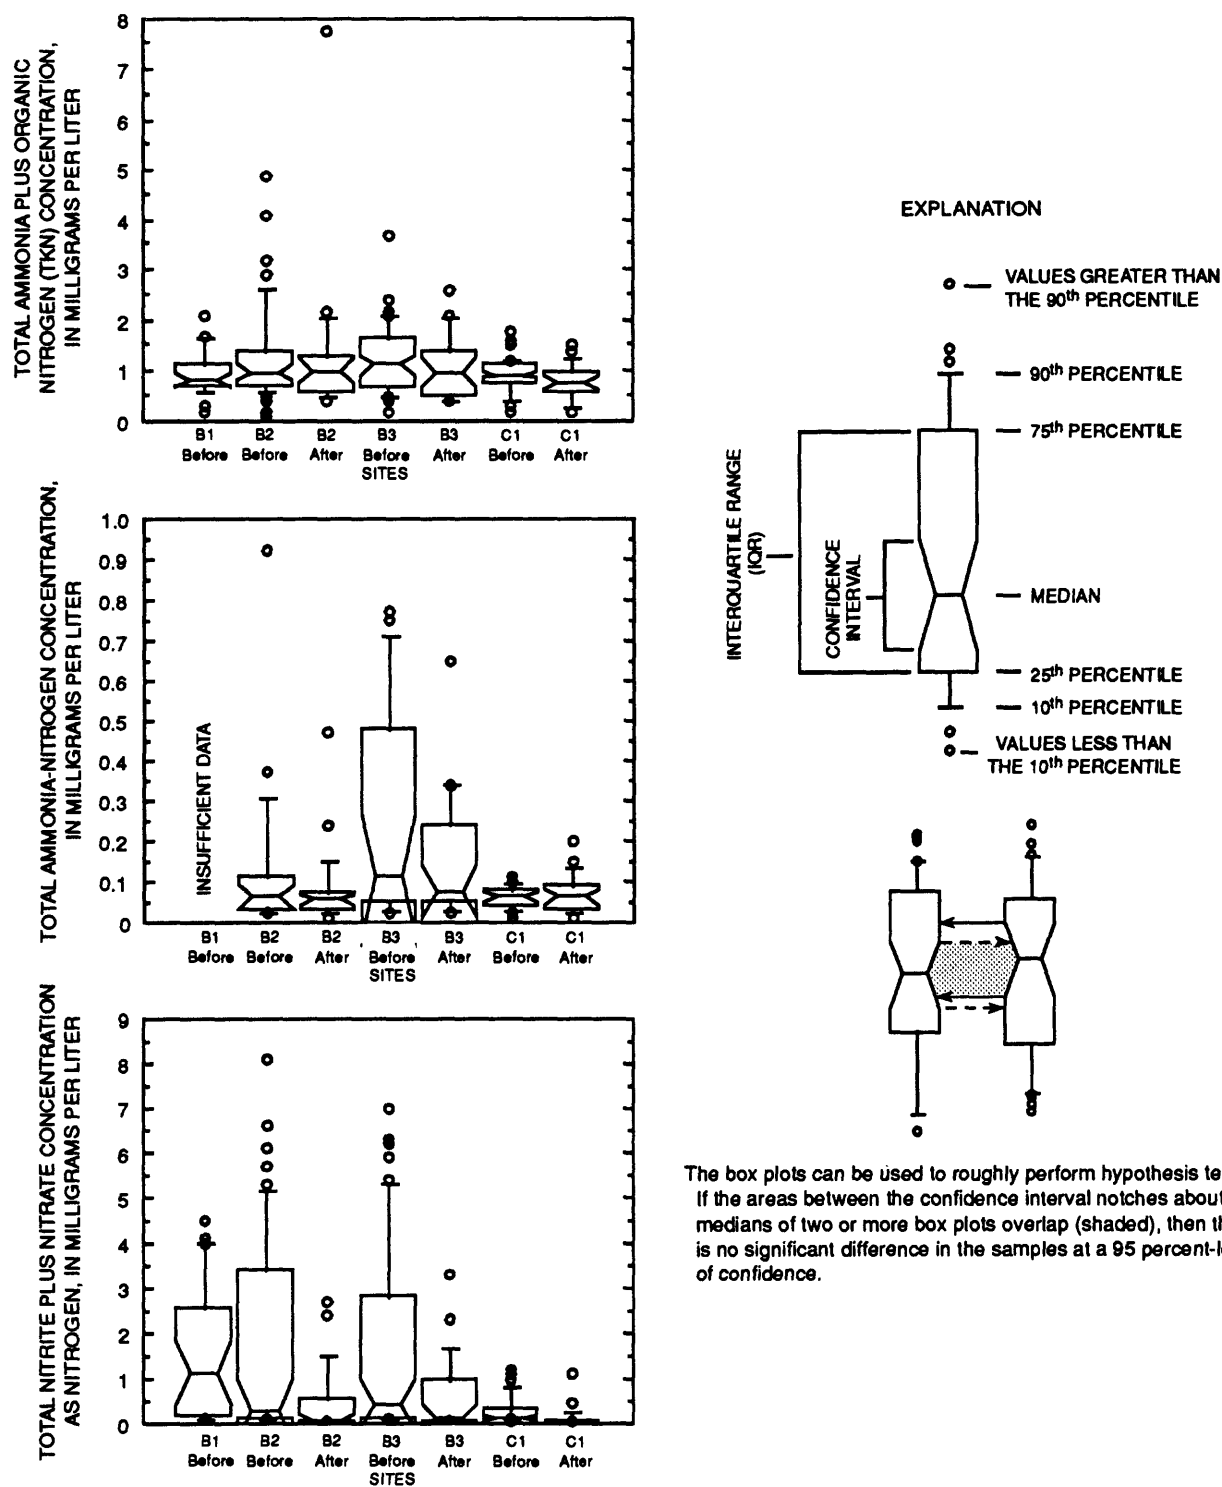 TOTAL AMMONIA PLUS ORGANIC
NITROGEN (TKN) CONCENTRATION,
IN MILLIGRAMS PER LITER
8
7
6
5
4
3
2
1
0
B1 B2 B2 B3 B3 C1 C1
Before Before After Before After Before After
SITES
TOTAL AMMONIA-NITROGEN CONCENTRATION,
IN MILLIGRAMS PER LITER
1.0
0.9
0.8
0.7
0.6
0.5
0.4
0.3
0.2
0.1
0
INSUFFICIENT DATA
B1 B2 B2 B3 B3 C1 C1
Before Before After Before After Before After
SITES
TOTAL NITRITE PLUS NITRATE CONCENTRATION
AS NITROGEN, IN MILLIGRAMS PER LITER
9
8
7
6
5
4
3
2
1
0
B1 B2 B2 B3 B3 C1 C1
Before Before After Before After Before After
SITES
EXPLANATION
VALUES GREATER THAN
THE 90th PERCENTILE
90th PERCENTILE
75th PERCENTILE
INTERQUARTILE RANGE
(IQR)
CONFIDENCE
INTERVAL
MEDIAN
25th PERCENTILE
10th PERCENTILE
VALUES LESS THAN
THE 10th PERCENTILE
The box plots can be used to roughly perform hypothesis
If the areas between the confidence interval notches about
medians of two or more box plots overlap (shaded), then
is no significant difference in the samples at a 95
of confidence.